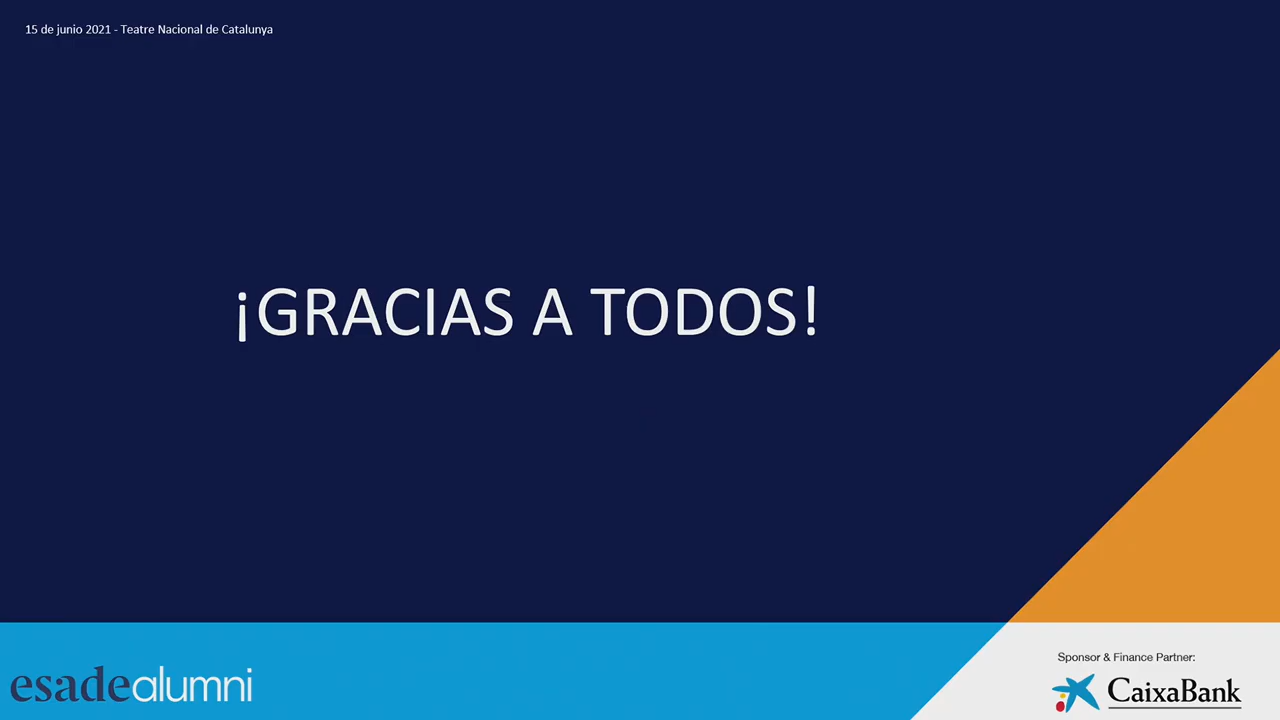 15 de junio 2021 - Teatre Nacional de Catalunya
¡GRACIAS A TODOS!
Sponsor & Finance Partner:
esadealumni
CaixaBank